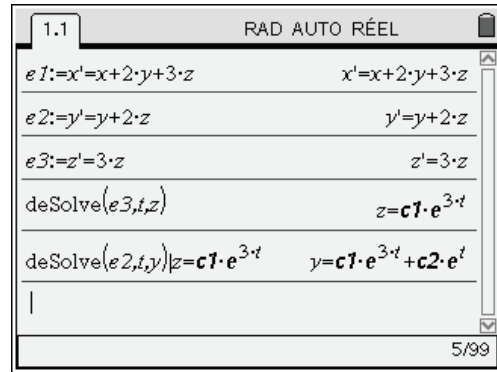 1.1 RAD AUTO RÉEL
e1:=x'=x+2·y+3·z x'=x+2·y+3·z
e2:=y'=y+2·z y'=y+2·z
e3:=z'=3·z z'=3·z
deSolve(e3,t,z) z=c1·e^(3·t)
deSolve(e2,t,y)|z=c1·e^(3·t) y=c1·e^(3·t)+c2·e^t
5/99